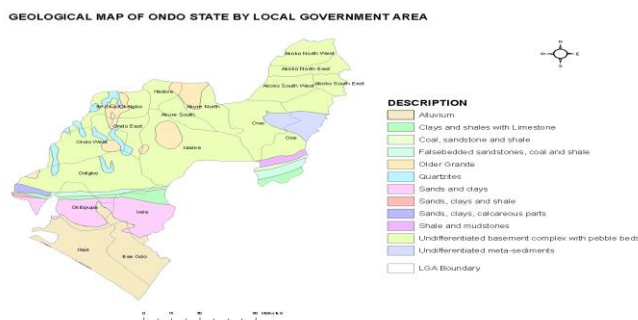 GEOLOGICAL MAP OF ONDO STATE BY LOCAL GOVERNMENT AREA
N
E
S
Akoko North West
Akoko North East
Akoko South West
Akoko South East
Akure North
Akure South
Ondo East
Ondo West
Idanre
Owo
Ose
Odigbo
Okitipupa
Irele
Ilaje
Ese Odo
DESCRIPTION
Alluvium
Clays and shales with Limestone
Coal, sandstone and shale
Falsebedded sandstones, coal and shale
Older Granite
Quartzites
Sands and clays
Sands, clays and shale
Sands, clays, calcareous parts
Shale and mudstones
Undifferentiated basement complex with pebble beds
Undifferentiated meta-sediments
LGA Boundary